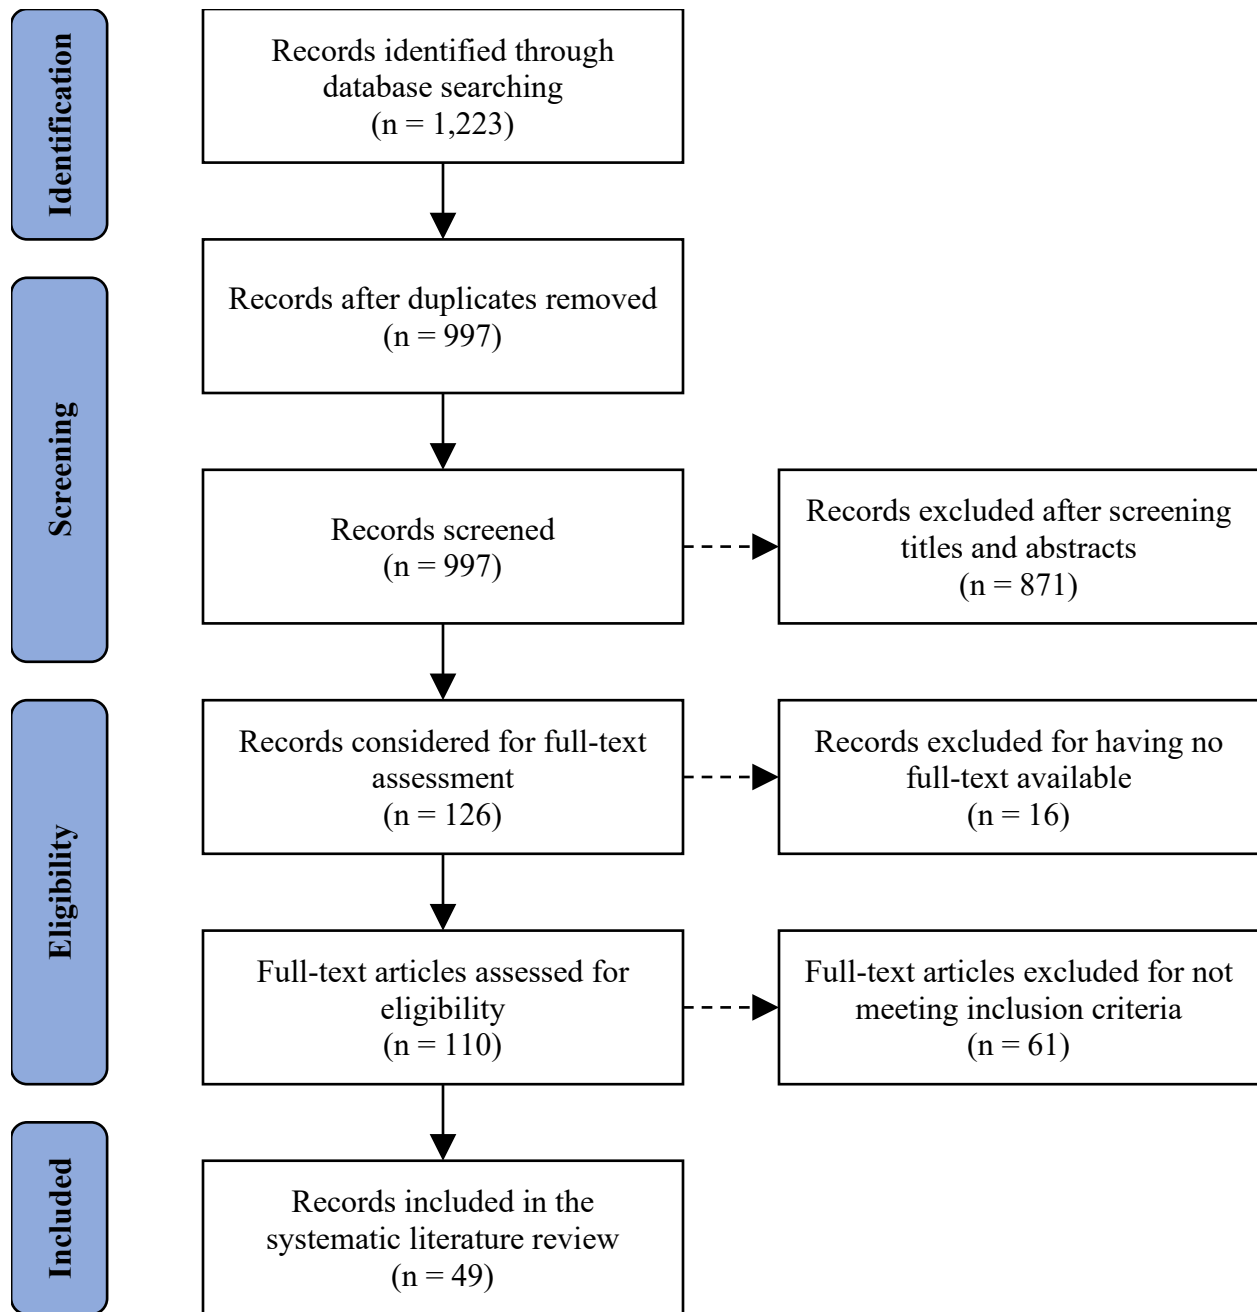 Identification
Records identified through
database searching
(n = 1,223)
Screening
Records after duplicates removed
(n = 997)
Records screened
(n = 997)
Records excluded after screening
titles and abstracts
(n = 871)
Eligibility
Records considered for full-text
assessment
(n = 126)
Records excluded for having no
full-text available
(n = 16)
Full-text articles assessed for
eligibility
(n = 110)
Full-text articles excluded for not
meeting inclusion criteria
(n = 61)
Included
Records included in the
systematic literature review
(n = 49)